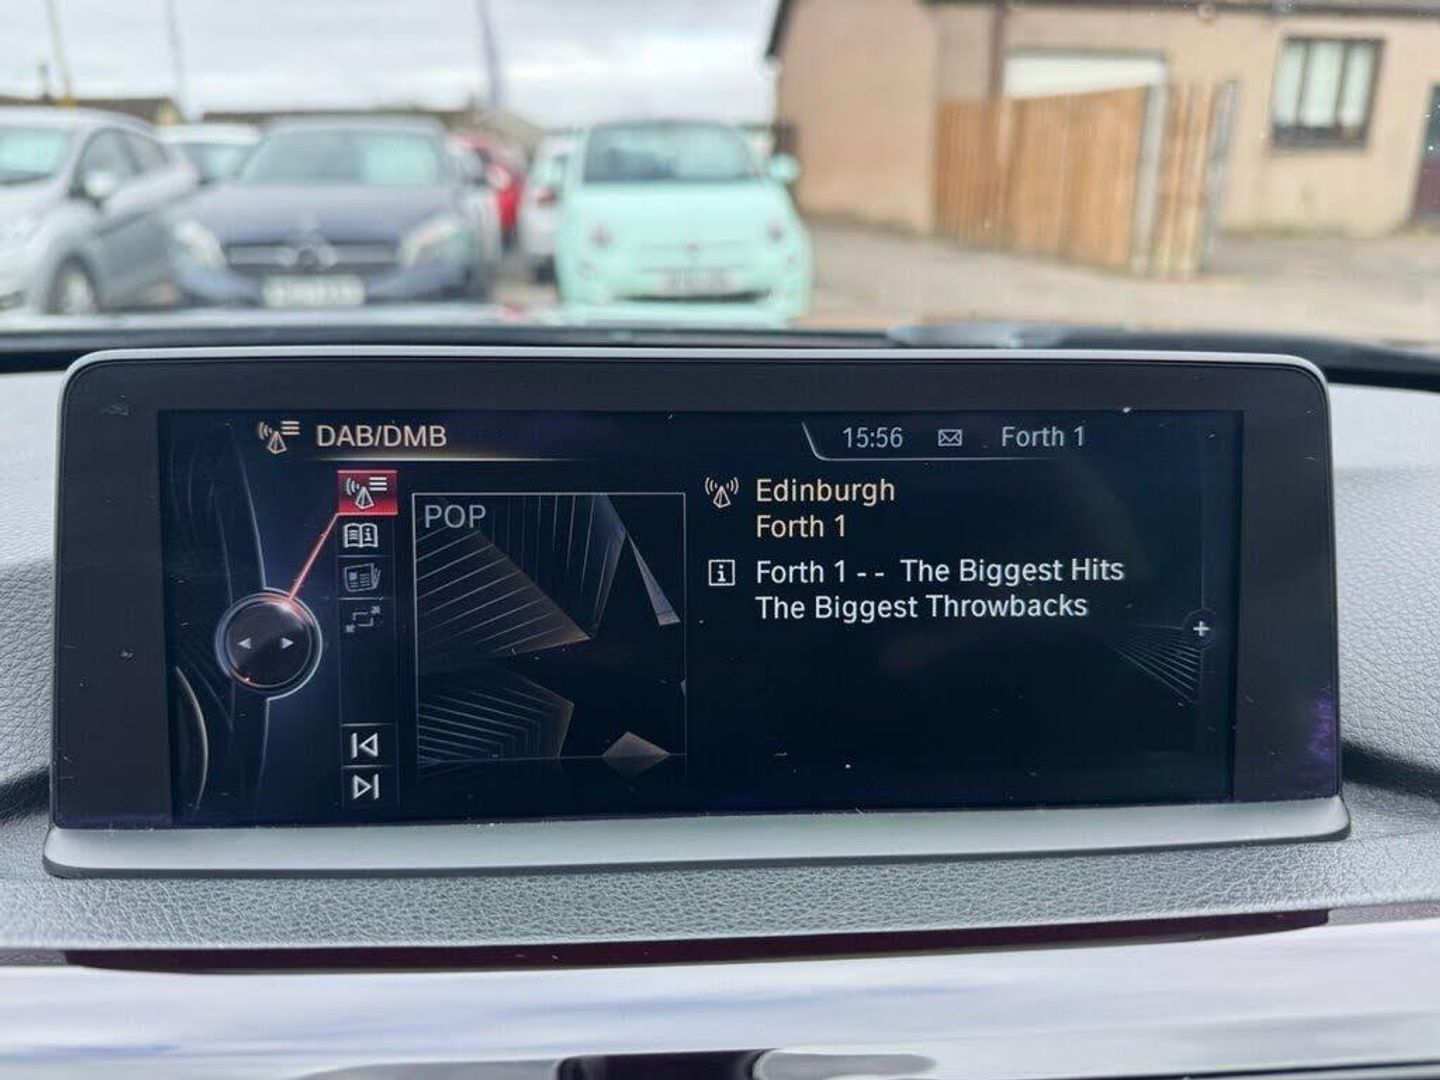 DAB/DMB
15:56
Forth 1
POP
Edinburgh
Forth 1
Forth 1 -- The Biggest Hits
The Biggest Throwbacks